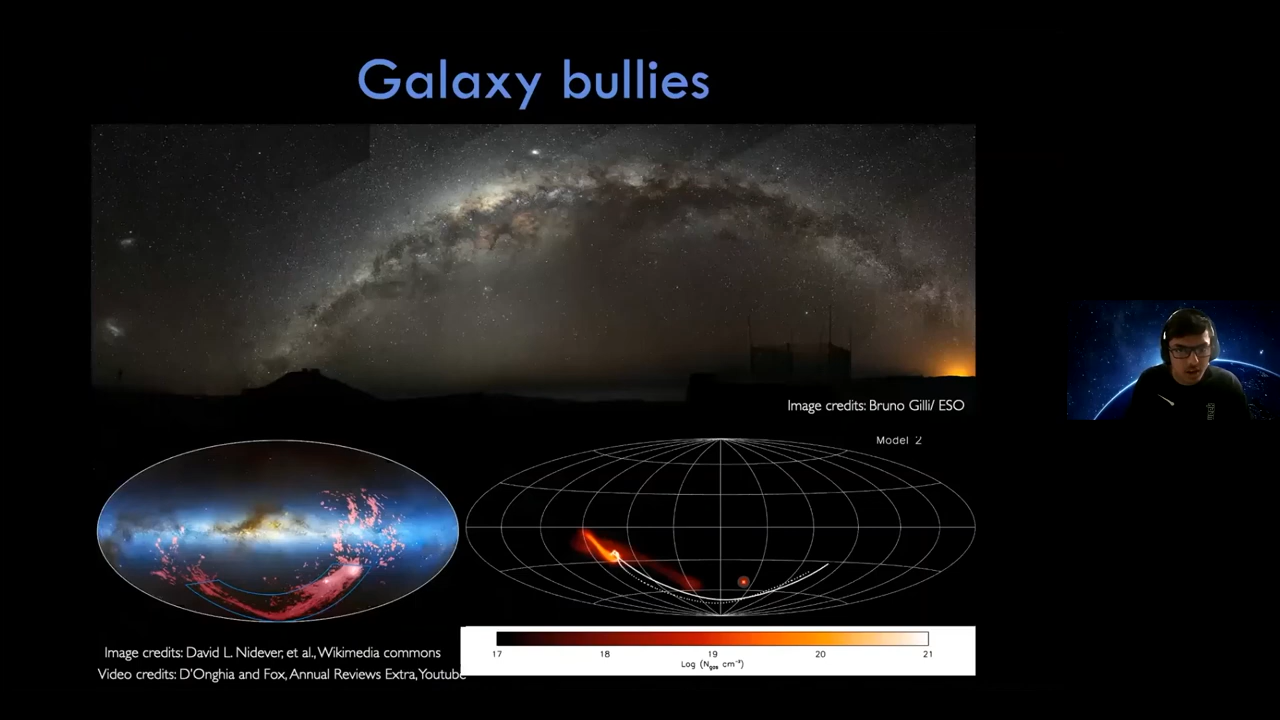 Galaxy bullies
Image credits: Bruno Gilli/ ESO
Model 2
17 18 19 20 21
Log (Ngas cm⁻²)
Image credits: David L. Nidever, et al., Wikimedia commons
Video credits: D'Onghia and Fox, Annual Reviews Extra, Youtube